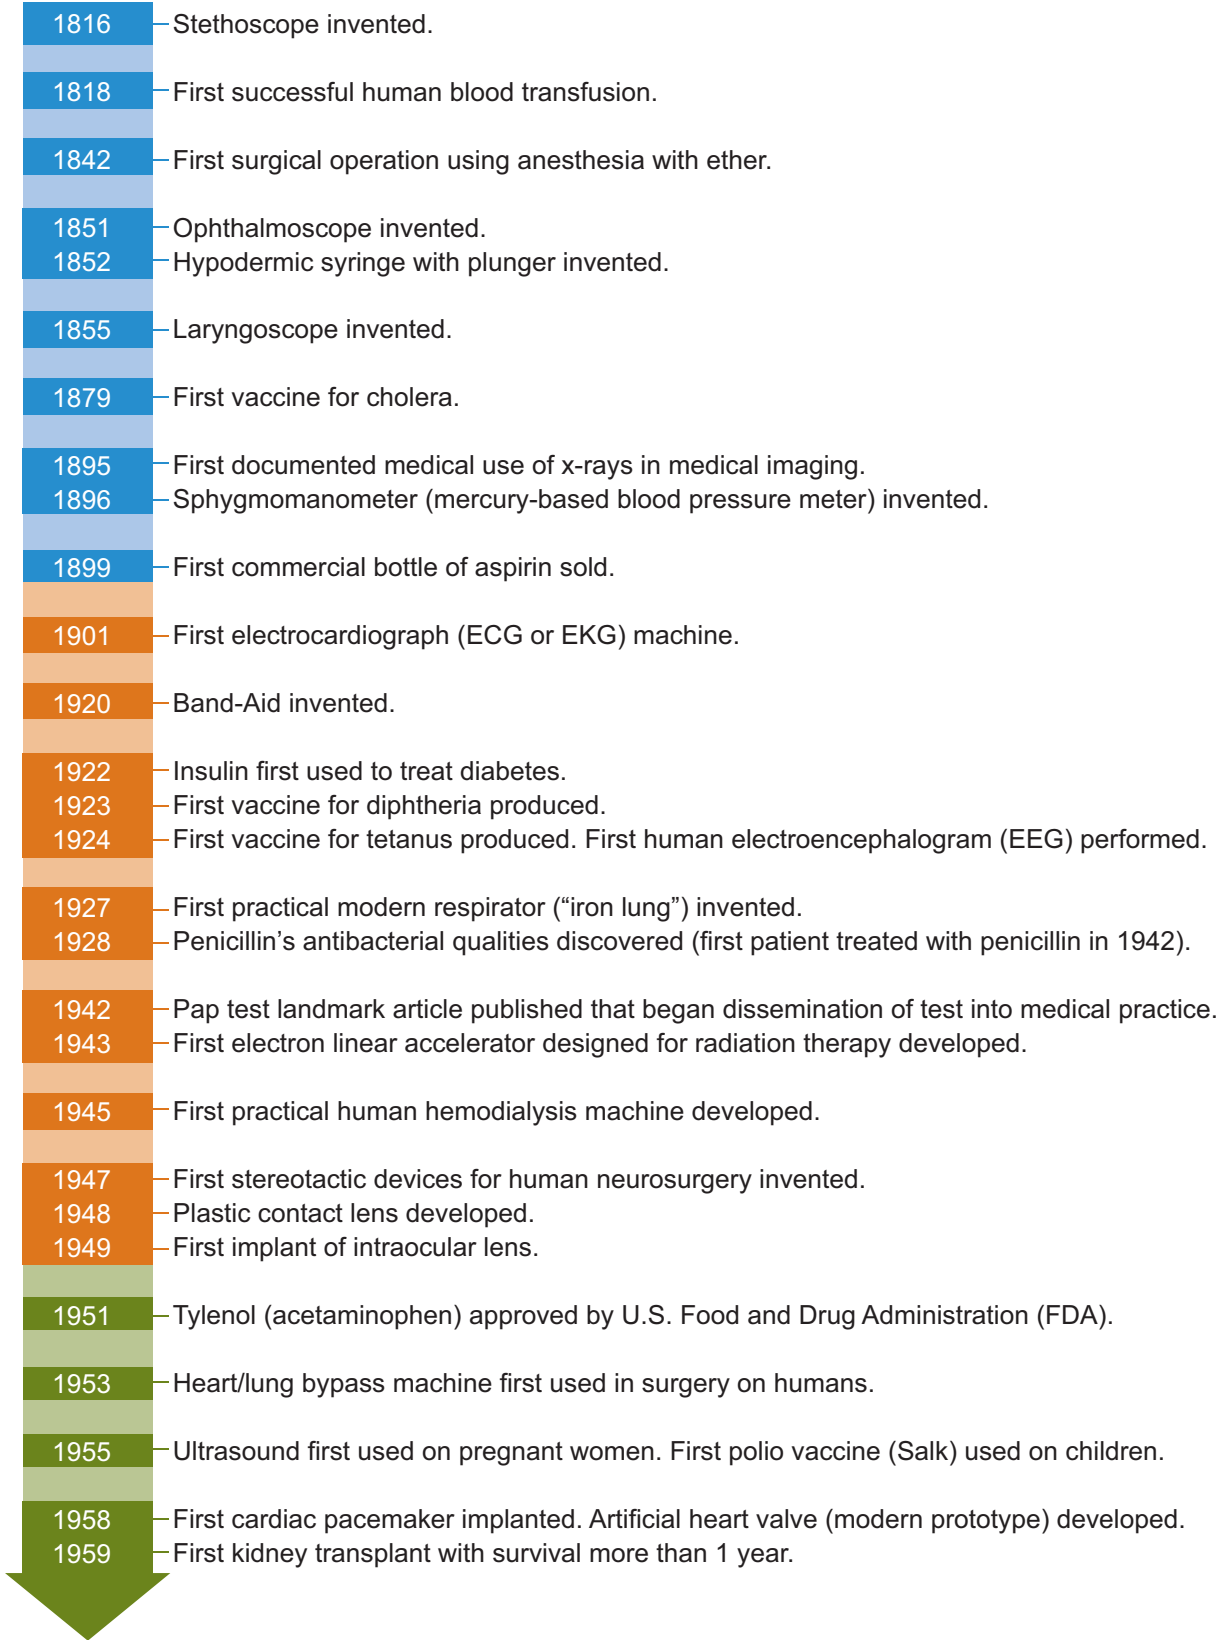 1816 Stethoscope invented.
1818 First successful human blood transfusion.
1842 First surgical operation using anesthesia with ether.
1851 Ophthalmoscope invented.
1852 Hypodermic syringe with plunger invented.
1855 Laryngoscope invented.
1879 First vaccine for cholera.
1895 First documented medical use of x-rays in medical imaging.
1896 Sphygmomanometer (mercury-based blood pressure meter) invented.
1899 First commercial bottle of aspirin sold.
1901 First electrocardiograph (ECG or EKG) machine.
1920 Band-Aid invented.
1922 Insulin first used to treat diabetes.
1923 First vaccine for diphtheria produced.
1924 First vaccine for tetanus produced. First human electroencephalogram (EEG) performed.
1927 First practical modern respirator (“iron lung”) invented.
1928 Penicillin’s antibacterial qualities discovered (first patient treated with penicillin in 1942).
1942 Pap test landmark article published that began dissemination of test into medical practice.
1943 First electron linear accelerator designed for radiation therapy developed.
1945 First practical human hemodialysis machine developed.
1947 First stereotactic devices for human neurosurgery invented.
1948 Plastic contact lens developed.
1949 First implant of intraocular lens.
1951 Tylenol (acetaminophen) approved by U.S. Food and Drug Administration (FDA).
1953 Heart/lung bypass machine first used in surgery on humans.
1955 Ultrasound first used on pregnant women. First polio vaccine (Salk) used on children.
1958 First cardiac pacemaker implanted. Artificial heart valve (modern prototype) developed.
1959 First kidney transplant with survival more than 1 year.